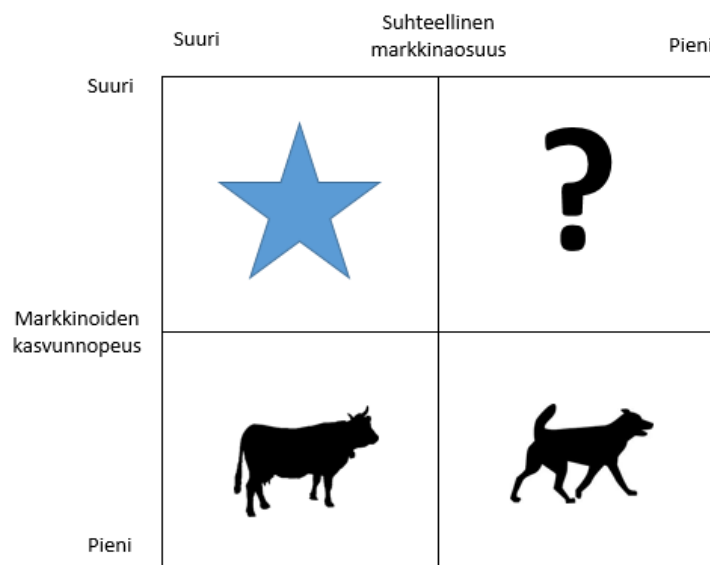 Suuri
Suhteellinen
markkinaosuus
Pieni
Suuri
?
Markkinoiden
kasvunnopeus
Pieni